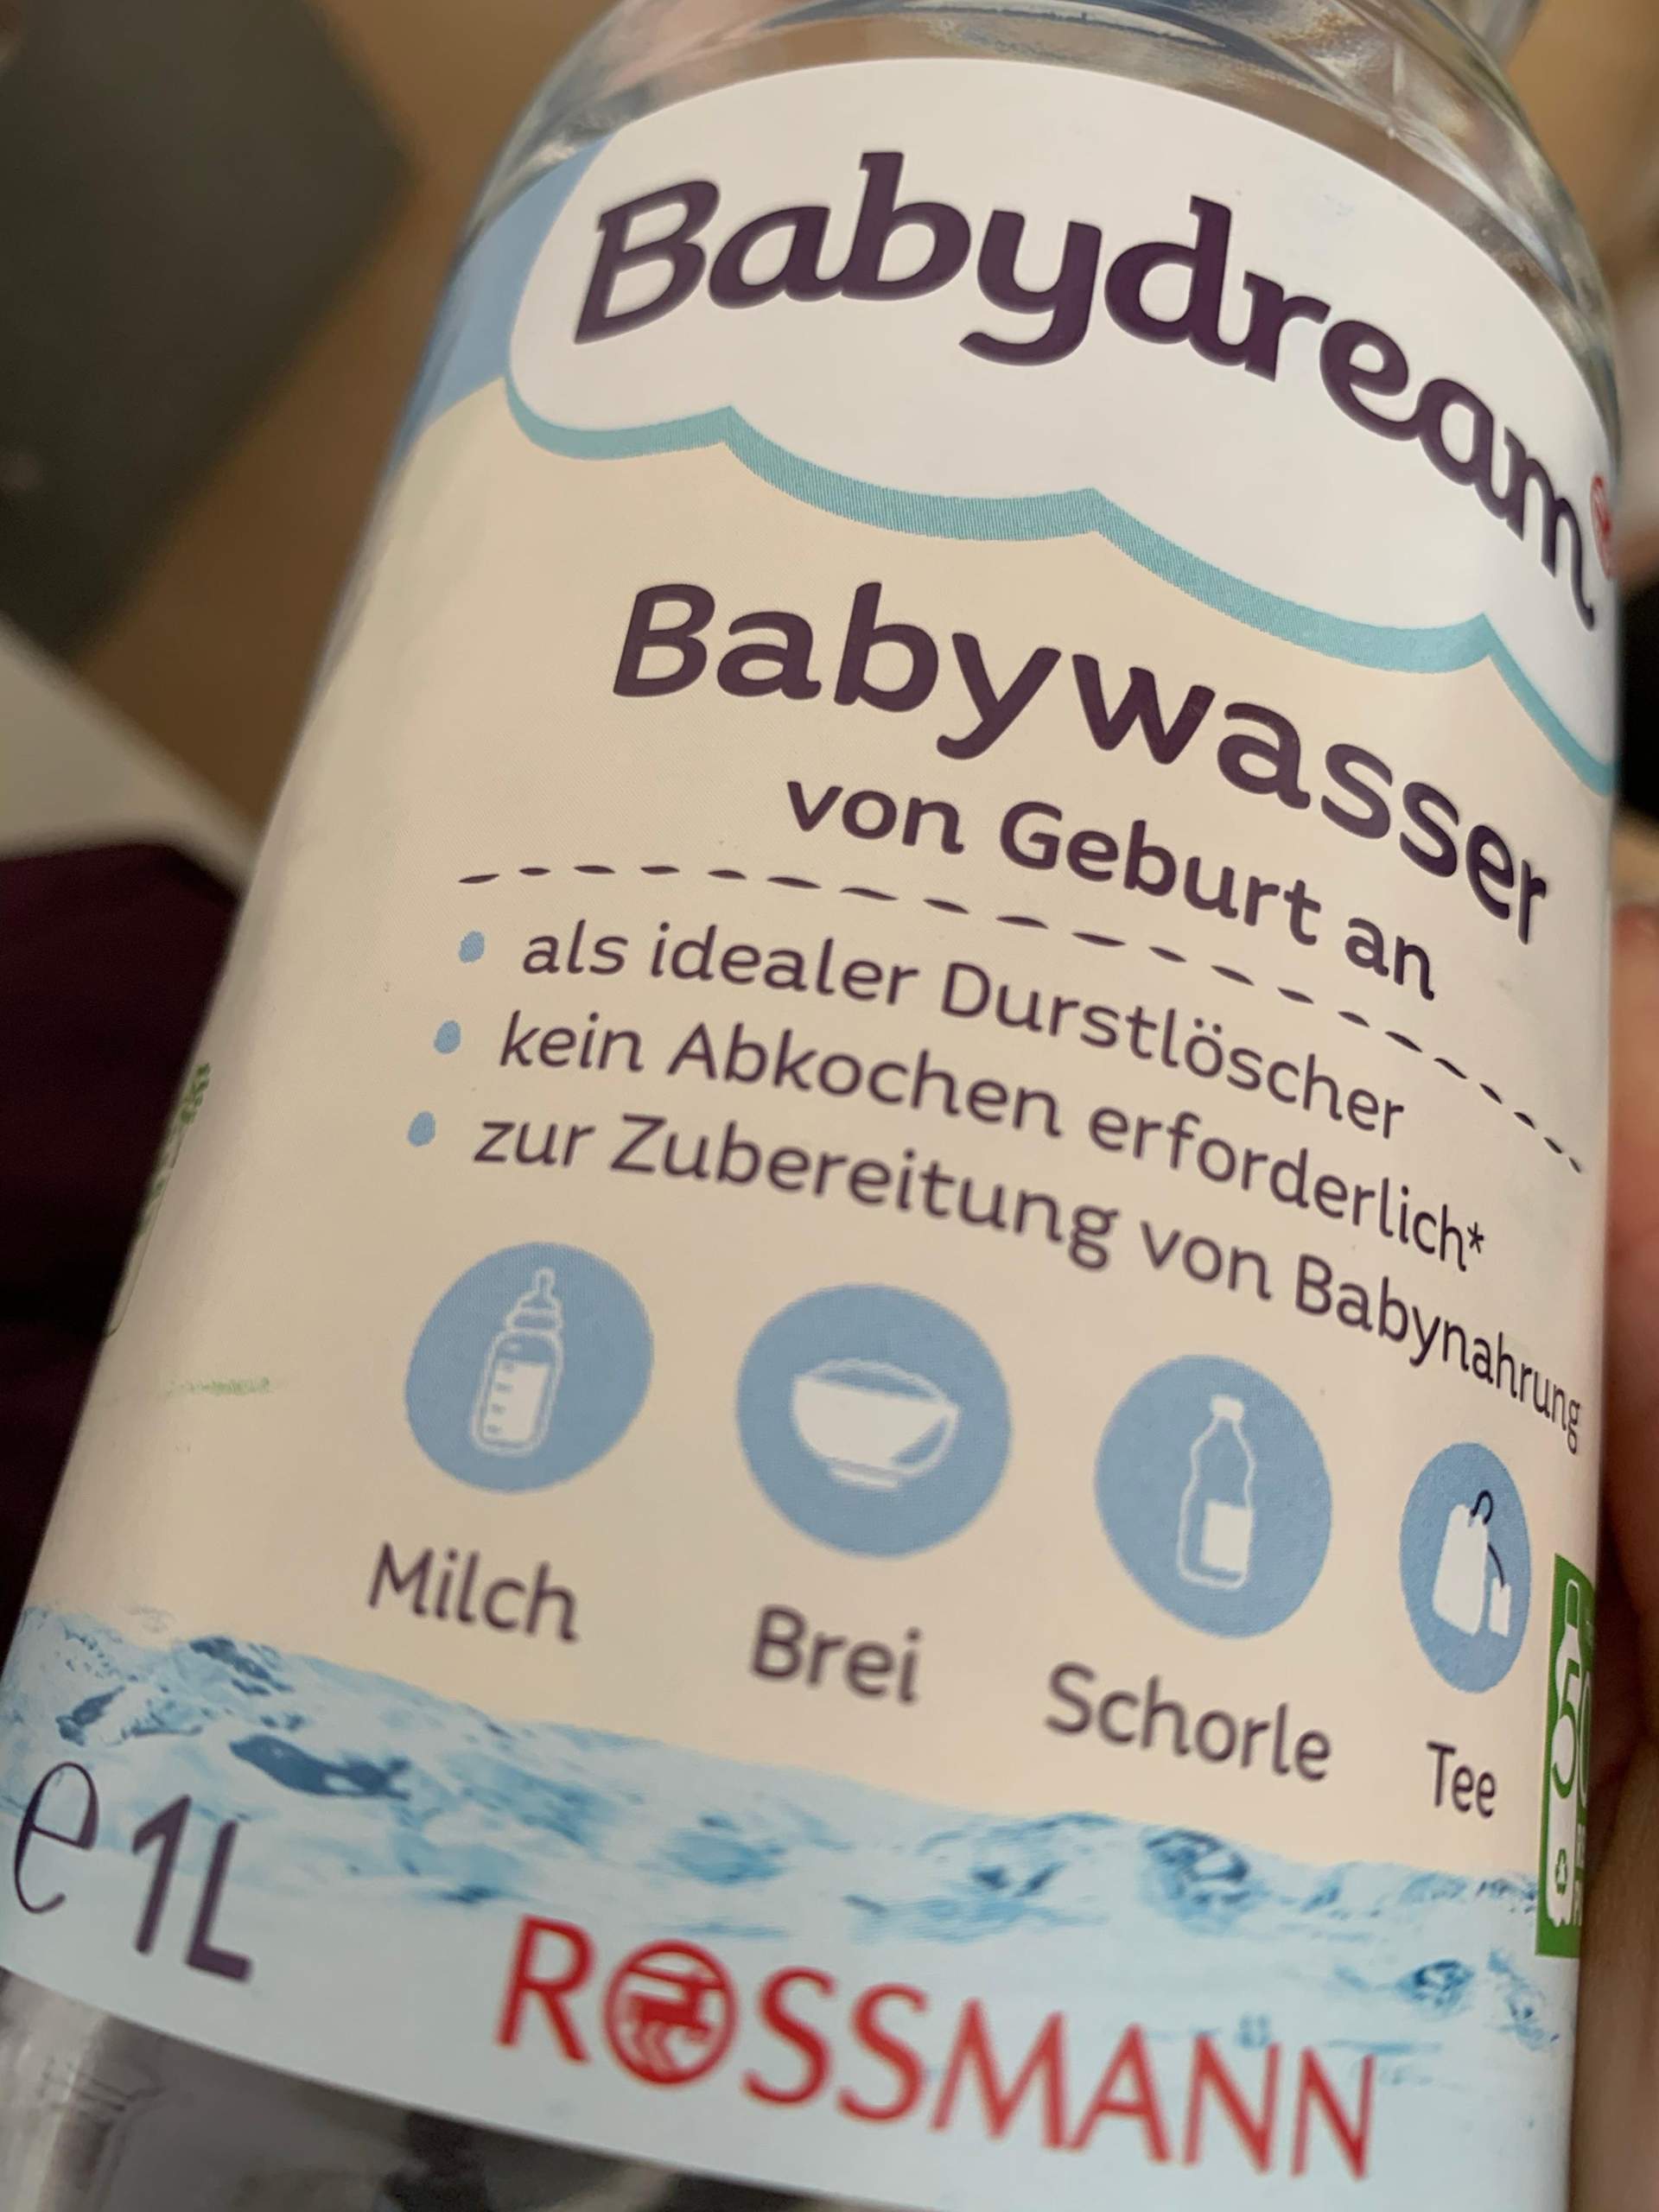 Babydream
Babywasser
von Geburt an
als idealer Durstlöscher
kein Abkochen erforderlich*
zur Zubereitung von Babynahrung
Milch
Brei
Schorle
Tee
50
e 1L
ROSSMANN